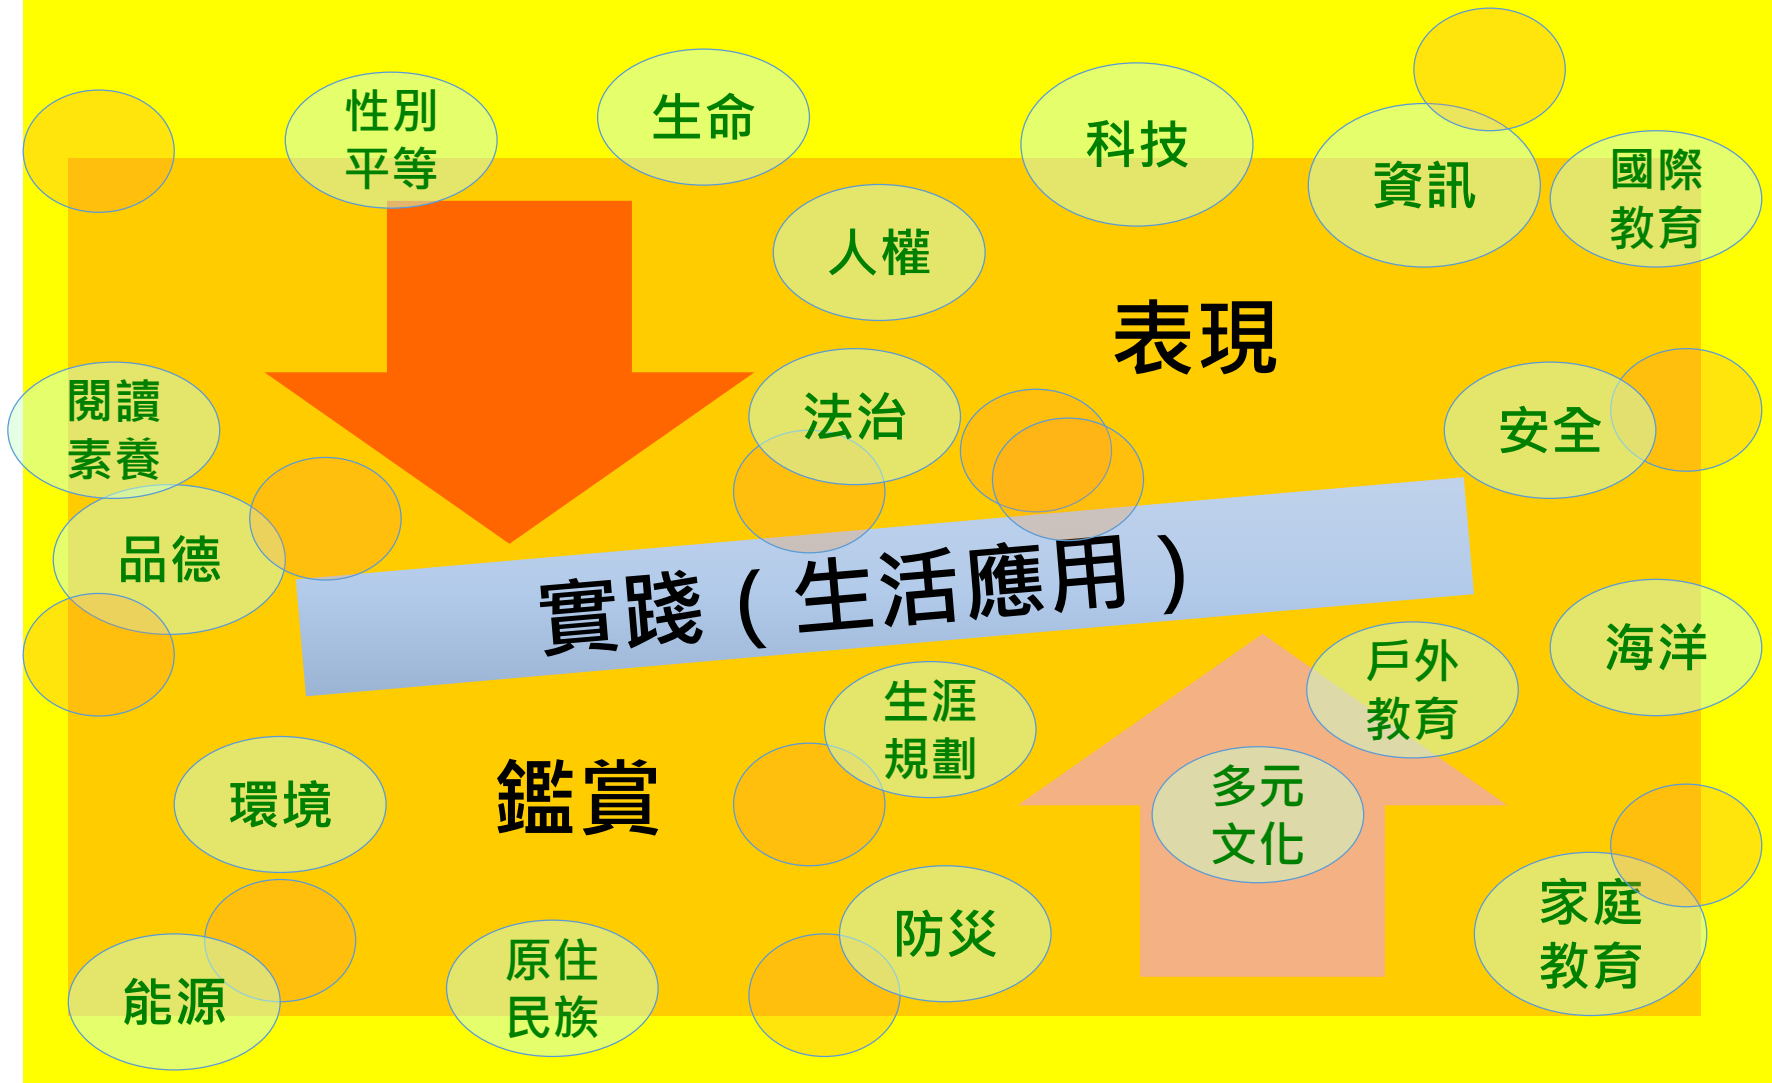 性別
平等
生命
科技
資訊
國際
教育
人權
表現
法治
安全
閱讀
素養
品德
實踐（生活應用）
海洋
戶外
教育
生涯
規劃
鑑賞
環境
多元
文化
家庭
教育
防災
原住
民族
能源